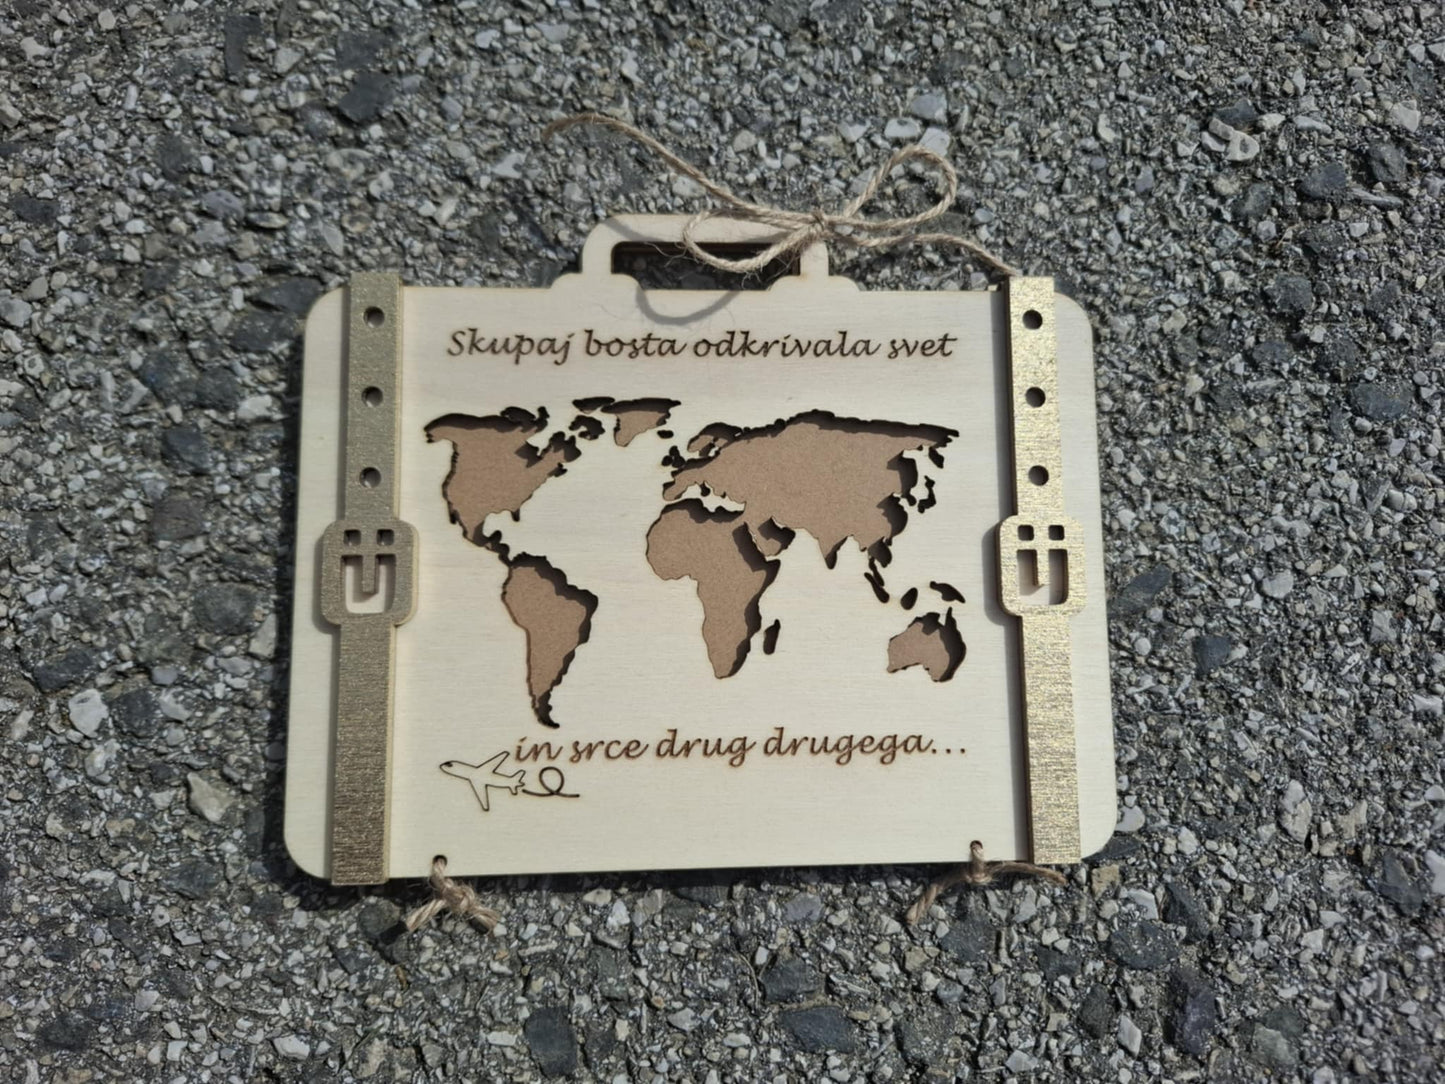 Skupaj bosta odkrivala svet
in srce drug drugega...